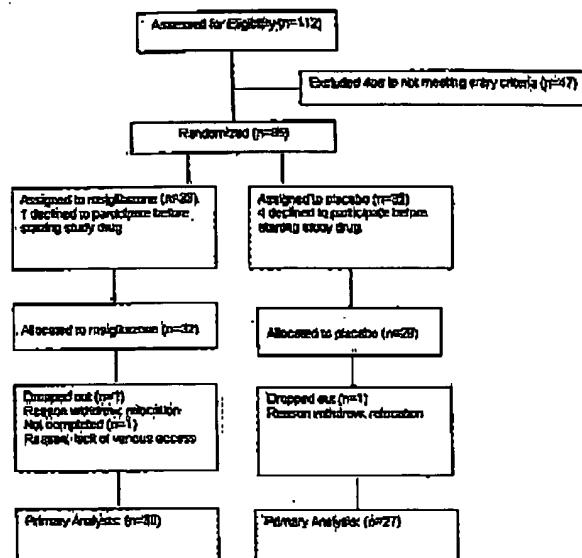 Assessed for Eligibility (n=112)
Excluded due to not meeting entry criteria (n=47)
Randomized (n=65)
Assigned to rosiglitazone (n=33).
1 declined to participate before
starting study drug
Assigned to placebo (n=32)
4 declined to participate before
starting study drug.
Allocated to rosiglitazone (n=32)
Allocated to placebo (n=28)
Dropped out (n=1)
Reason withdrew relocation
Not completed (n=1)
Reason: lack of venous access
Dropped out (n=1)
Reason withdrew relocation
Primary Analysis: (n=30)
Primary Analysis: (n=27)